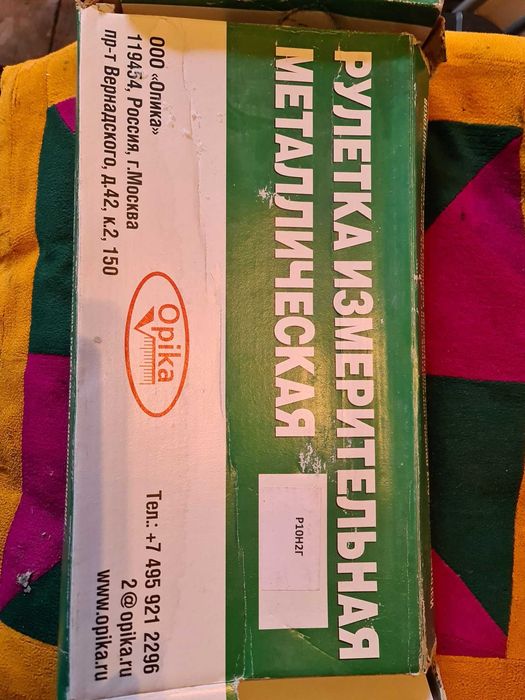 РУЛЕТКА ИЗМЕРИТЕЛЬНАЯ
МЕТАЛЛИЧЕСКАЯ
Р10Н2Г
ООО «Опика»
119454, Россия, г.Москва
пр-т Вернадского, д.42, к.2, 150
Opika
Тел.: +7 495 921 2296
2@opika.ru
www.opika.ru